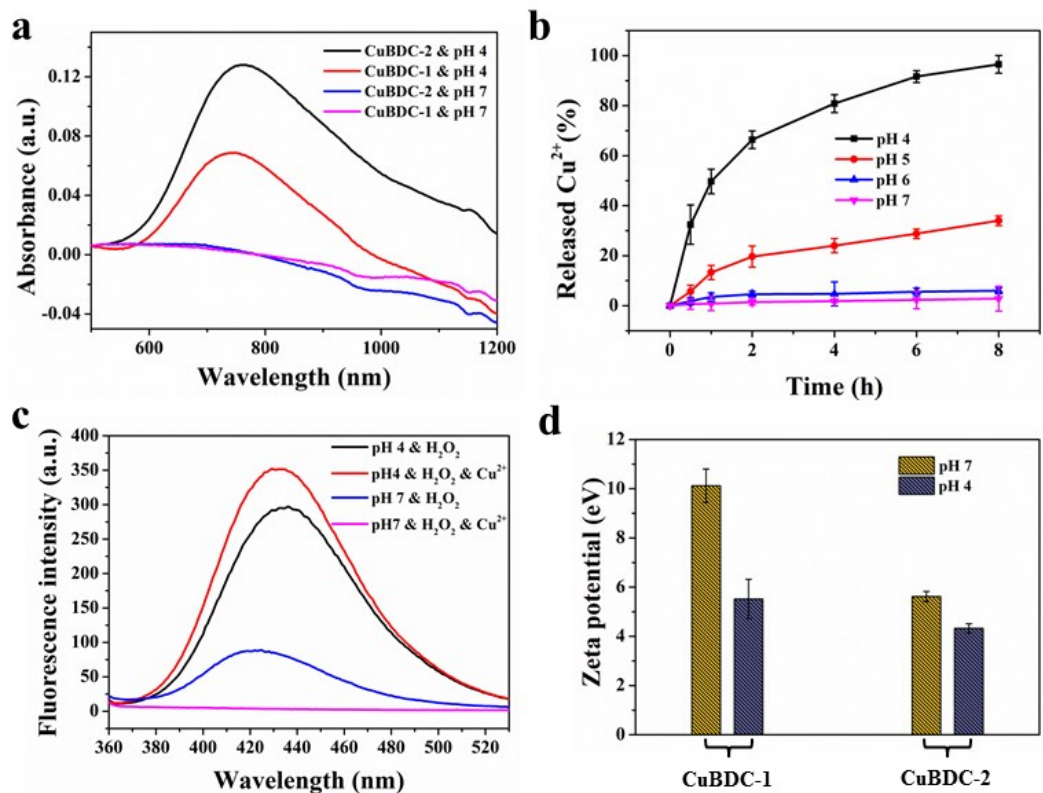 a
CuBDC-2 & pH 4
CuBDC-1 & pH 4
CuBDC-2 & pH 7
CuBDC-1 & pH 7
Absorbance (a.u.)
0.12
0.08
0.04
0.00
-0.04
600
800
1000
1200
Wavelength (nm)
b
Released Cu²⁺(%)
100
80
60
40
20
0
pH 4
pH 5
pH 6
pH 7
0
2
4
6
8
Time (h)
c
Fluorescence intensity (a.u.)
400
350
300
250
200
150
100
50
0
pH 4 & H₂O₂
pH4 & H₂O₂ & Cu²⁺
pH 7 & H₂O₂
pH7 & H₂O₂ & Cu²⁺
360
400
440
480
520
Wavelength (nm)
d
Zeta potential (eV)
12
10
8
6
4
2
0
pH 7
pH 4
CuBDC-1
CuBDC-2